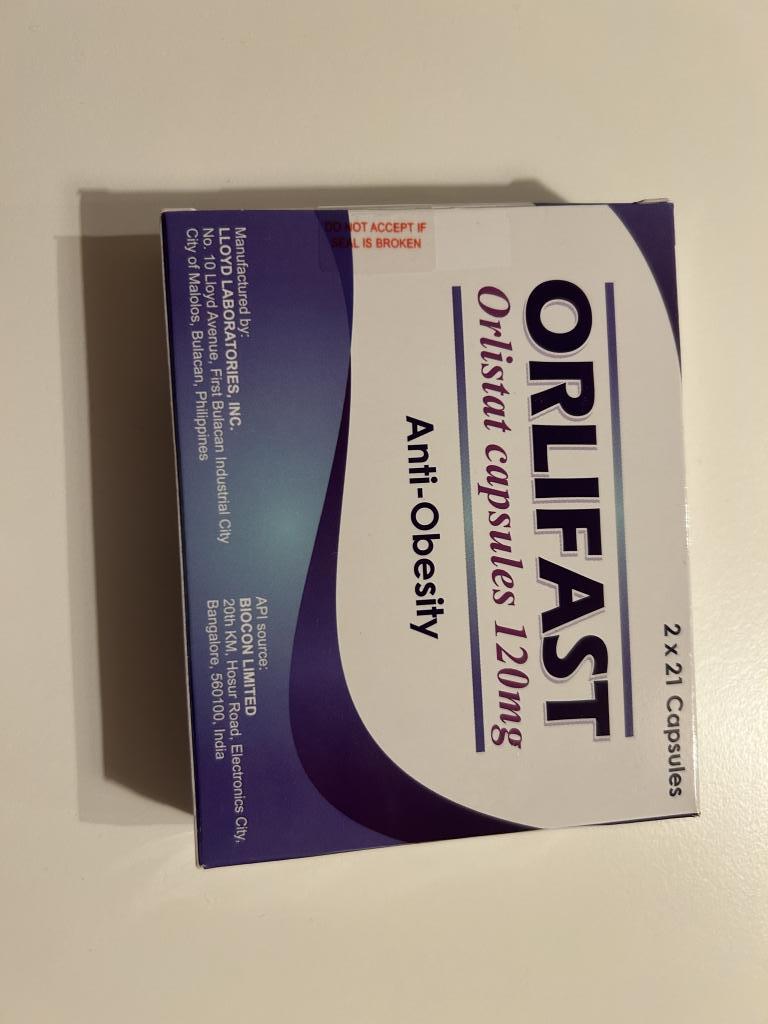 2 x 21 Capsules
ORLIFAST
Orlistat capsules 120mg
Anti-Obesity
DO NOT ACCEPT IF
SEAL IS BROKEN
Manufactured by:
LLOYD LABORATORIES, INC.
No. 10 Lloyd Avenue, First Bulacan Industrial City
City of Malolos, Bulacan, Philippines
API source:
BIOCON LIMITED
20th KM, Hosur Road, Electronics City,
Bangalore, 560100, India